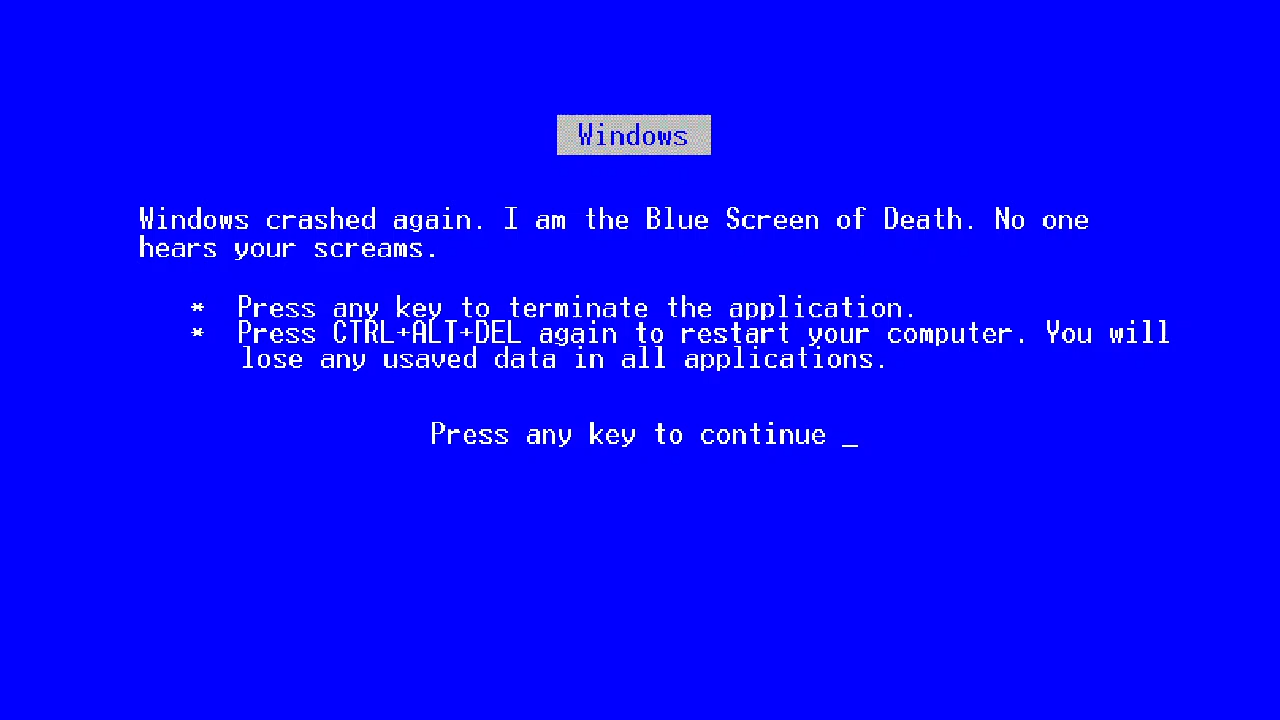 Windows
Windows crashed again. I am the Blue Screen of Death. No one
hears your screams.
* Press any key to terminate the application.
* Press CTRL+ALT+DEL again to restart your computer. You will
lose any usaved data in all applications.
Press any key to continue _